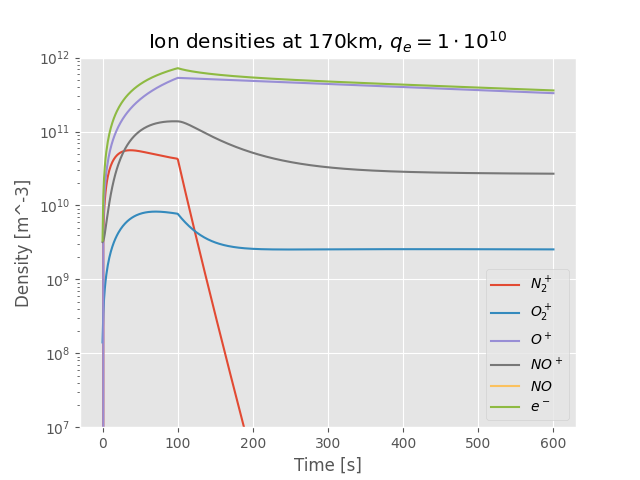 Ion densities at 170km, $q_e = 1 \cdot 10^{10}$
Density [m^-3]
$10^{12}$
$10^{11}$
$10^{10}$
$10^{9}$
$10^{8}$
$10^{7}$
$N_2^+$
$O_2^+$
$O^+$
$NO^+$
$NO$
$e^-$
0 100 200 300 400 500 600
Time [s]